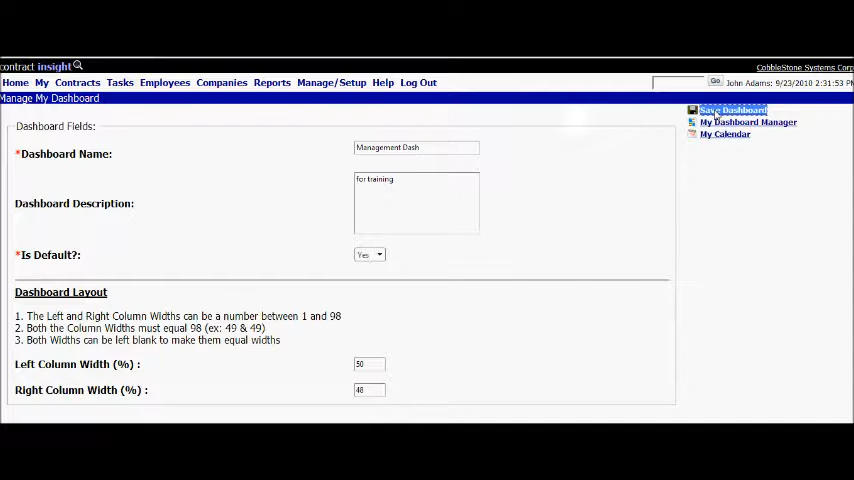 contract insight
CobbleStone Systems Corp
Home My Contracts Tasks Employees Companies Reports Manage/Setup Help Log Out
Go
John Adams: 9/23/2010 2:31:53 PM
Manage My Dashboard
Save Dashboard
My Dashboard Manager
My Calendar
Dashboard Fields:
*Dashboard Name:
Management Dash
Dashboard Description:
for training
*Is Default?:
Yes
Dashboard Layout
1. The Left and Right Column Widths can be a number between 1 and 98
2. Both the Column Widths must equal 98 (ex: 49 & 49)
3. Both Widths can be left blank to make them equal widths
Left Column Width (%) :
50
Right Column Width (%) :
48